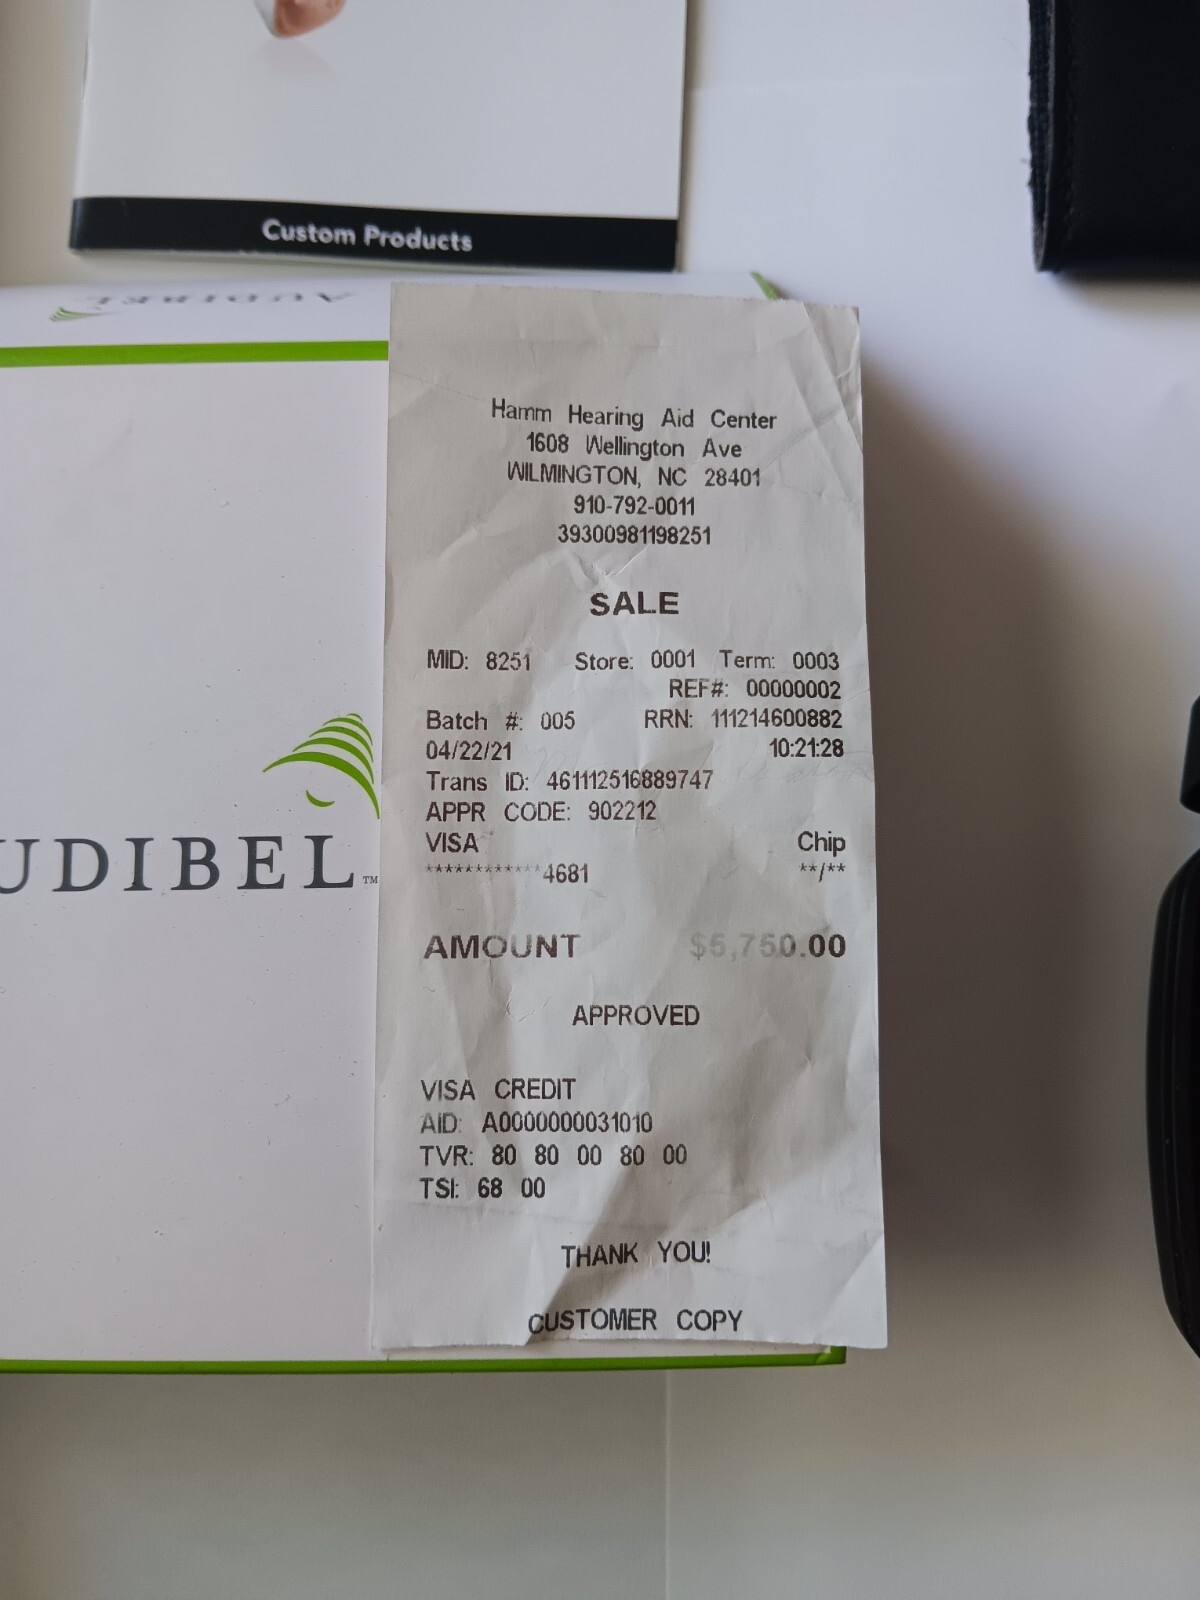 Custom Products
AUDIBEL
UDIBEL™
Hamm Hearing Aid Center
1608 Wellington Ave
WILMINGTON, NC 28401
910-792-0011
39300981198251
SALE
MID: 8251 Store: 0001 Term: 0003
REF#: 00000002
Batch #: 005 RRN: 111214600882
04/22/21 10:21:28
Trans ID: 461112516889747
APPR CODE: 902212
VISA Chip
************4681 **/**
AMOUNT $5,750.00
APPROVED
VISA CREDIT
AID: A0000000031010
TVR: 80 80 00 80 00
TSI: 68 00
THANK YOU!
CUSTOMER COPY